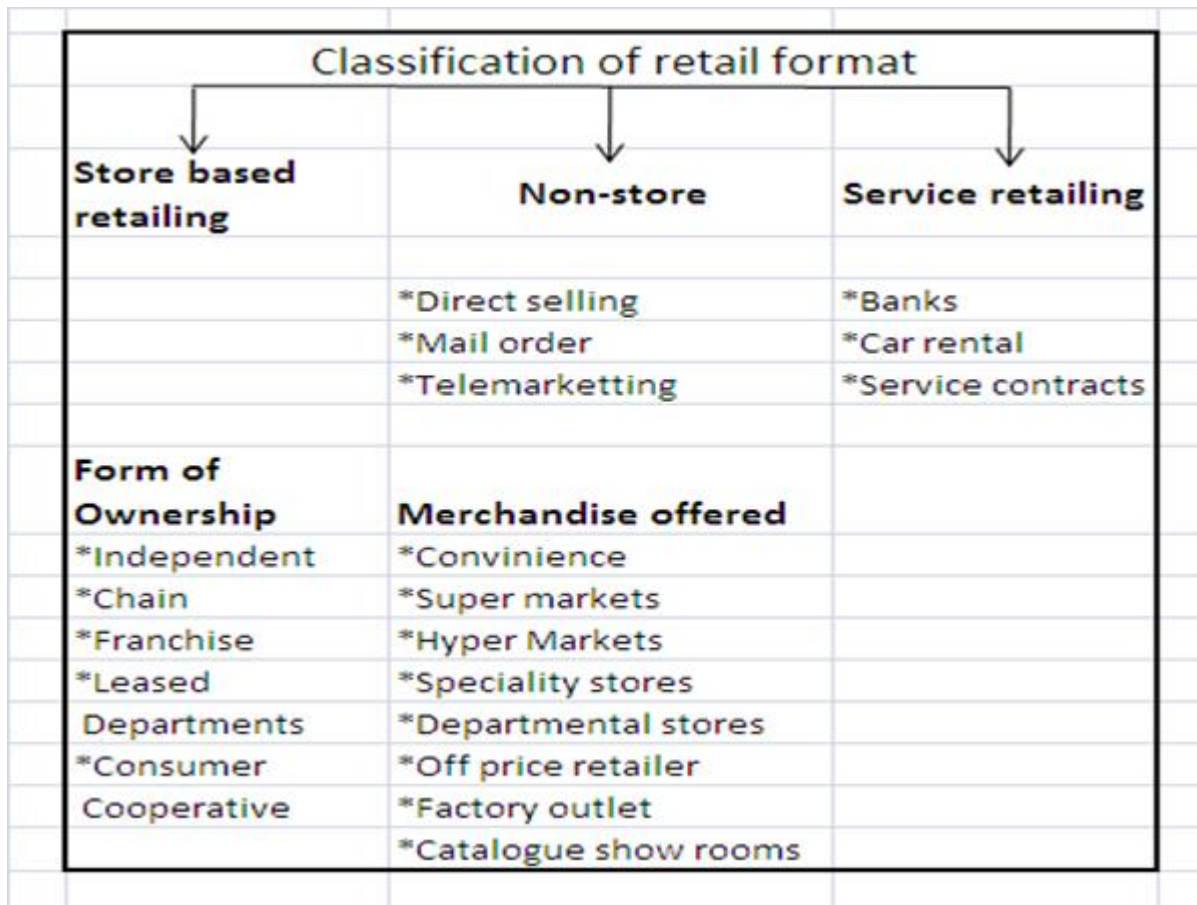 Classification of retail format
Store based
retailing
Non-store
Service retailing
*Direct selling
*Banks
*Mail order
*Car rental
*Telemarketting
*Service contracts
Form of
Ownership
Merchandise offered
*Independent
*Convinience
*Chain
*Super markets
*Franchise
*Hyper Markets
*Leased
*Speciality stores
Departments
*Departmental stores
*Consumer
*Off price retailer
Cooperative
*Factory outlet
*Catalogue show rooms